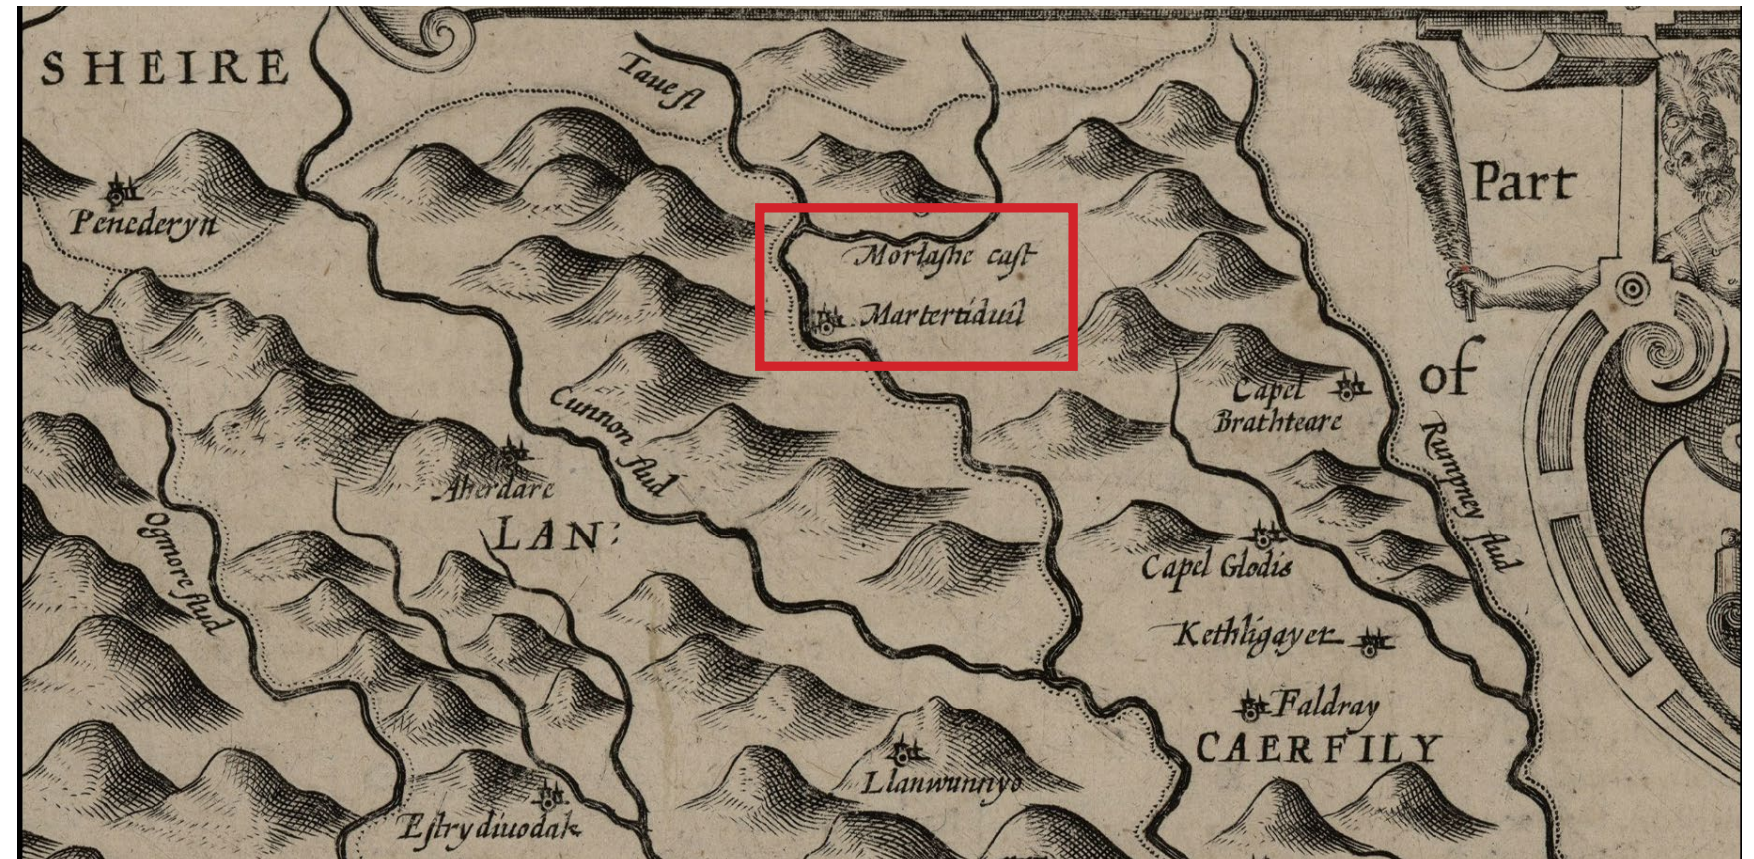 SHEIRE
Taue fl
Part
Penederyn
Morlashe cast
Martertiduil
of
Capel
Brathteare
Cunnon flud
Rumpney flud
Aberdare
LAN:
Ogmore flud
Capel Glodis
Kethligayer
Faldray
CAERFILY
Llanwunnyo
Estrydiuodak